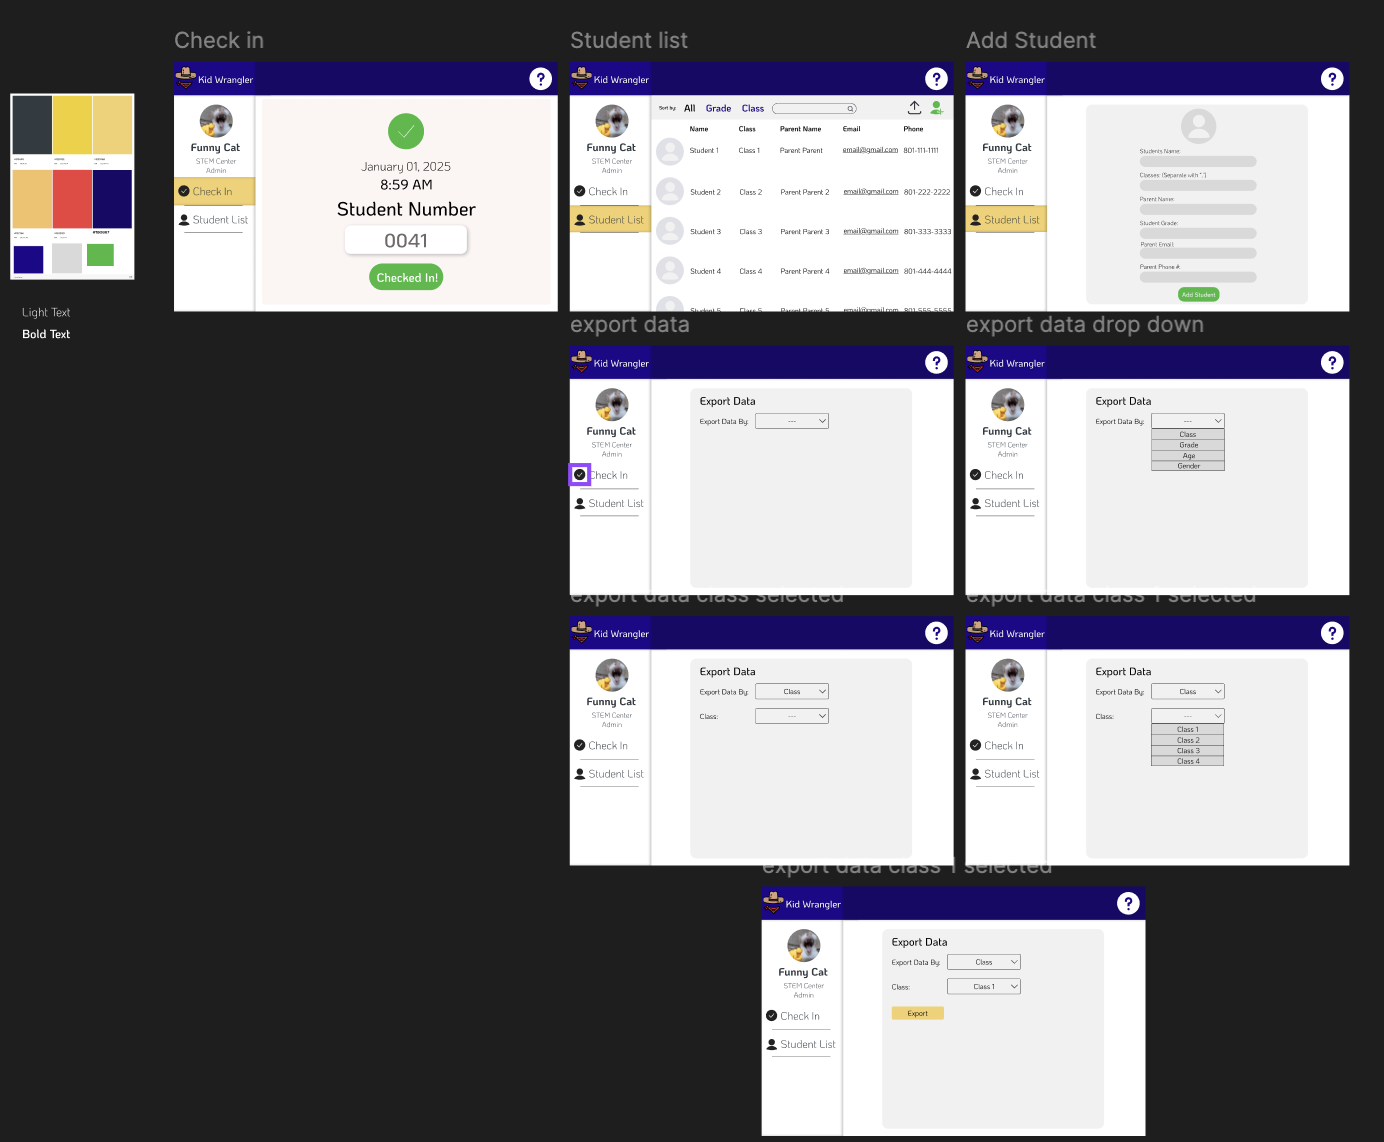 Check in
Student list
Add Student
Light Text
Bold Text
Kid Wrangler
?
Funny Cat
STEM Center
Admin
Check In
Student List
January 01, 2025
8:59 AM
Student Number
0041
Checked In!
Kid Wrangler
?
Funny Cat
STEM Center
Admin
Check In
Student List
Sort by: All Grade Class
Name Class Parent Name Email Phone
Student 1 Class 1 Parent Parent email@gmail.com 801-111-1111
Student 2 Class 2 Parent Parent 2 email@gmail.com 801-222-2222
Student 3 Class 3 Parent Parent 3 email@gmail.com 801-333-3333
Student 4 Class 4 Parent Parent 4 email@gmail.com 801-444-4444
Student 5 Class 5 Parent Parent 5 email@gmail.com 801-555-5555
Kid Wrangler
?
Funny Cat
STEM Center
Admin
Check In
Student List
Students Name:
Classes: (Separate with ",")
Parent Name:
Student Grade:
Parent Email:
Parent Phone #:
Add Student
export data
Kid Wrangler
?
Funny Cat
STEM Center
Admin
Check In
Student List
Export Data
Export Data By: ---
export data drop down
Kid Wrangler
?
Funny Cat
STEM Center
Admin
Check In
Student List
Export Data
Export Data By: ---
Class
Grade
Age
Gender
export data class selected
Kid Wrangler
?
Funny Cat
STEM Center
Admin
Check In
Student List
Export Data
Export Data By: Class
Class: ---
export data class 1 selected
Kid Wrangler
?
Funny Cat
STEM Center
Admin
Check In
Student List
Export Data
Export Data By: Class
Class: ---
Class 1
Class 2
Class 3
Class 4
export data class 1 selected
Kid Wrangler
?
Funny Cat
STEM Center
Admin
Check In
Student List
Export Data
Export Data By: Class
Class: Class 1
Export